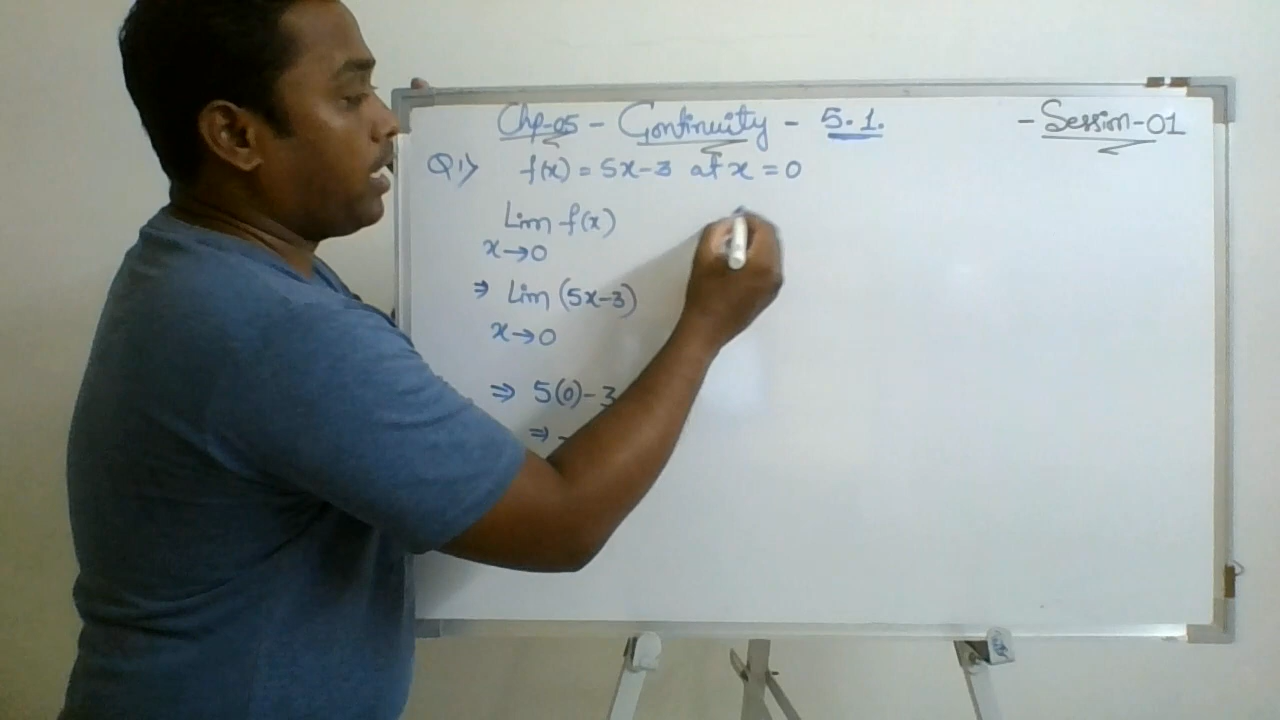 Chp-05 - Continuity - 5.1.
- Session-01
Q1) f(x) = 5x-3 at x = 0
Lim f(x)
x→0
⇒ Lim (5x-3)
x→0
⇒ 5(0)-3
⇒ -